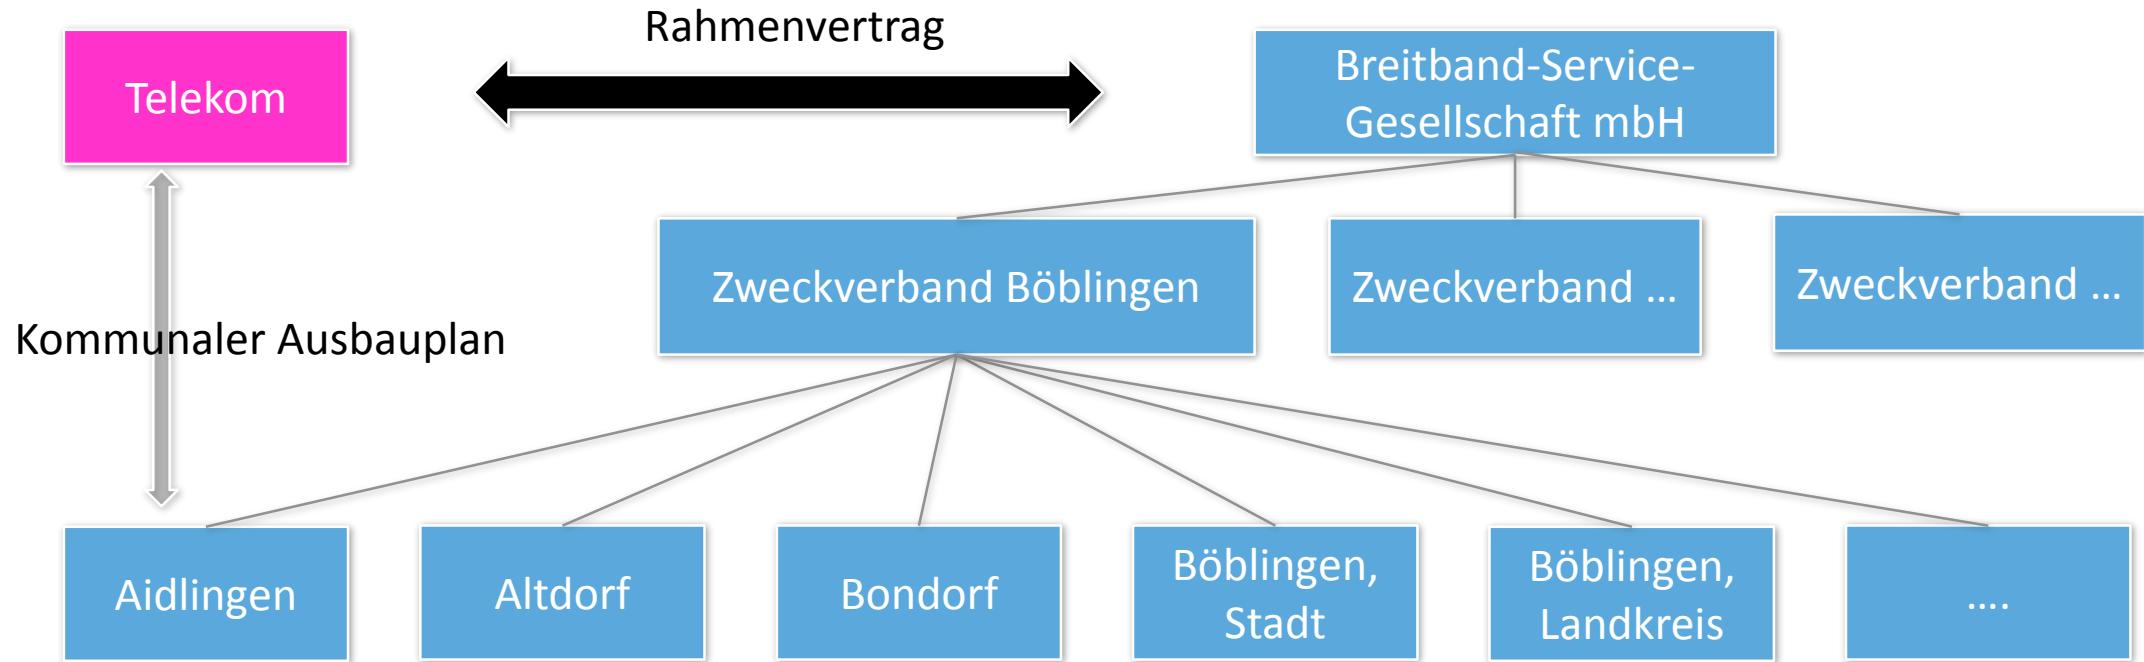 Rahmenvertrag
Telekom
Breitband-Service-
Gesellschaft mbH
Zweckverband Böblingen
Zweckverband ...
Zweckverband ...
Kommunaler Ausbauplan
Aidlingen
Altdorf
Bondorf
Böblingen,
Stadt
Böblingen,
Landkreis
....